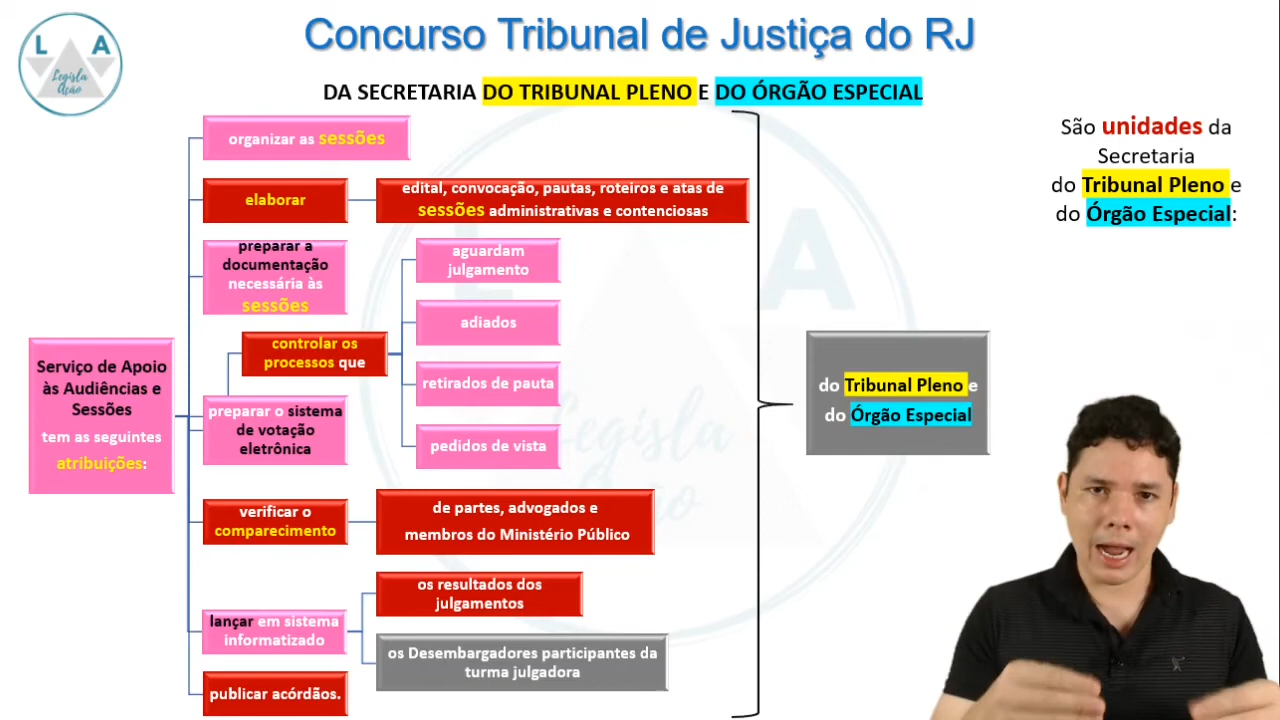 Concurso Tribunal de Justiça do RJ
L A
Legisla
Ação
DA SECRETARIA DO TRIBUNAL PLENO E DO ÓRGÃO ESPECIAL
São unidades da
Secretaria
do Tribunal Pleno e
do Órgão Especial:
Serviço de Apoio
às Audiências e
Sessões
tem as seguintes
atribuições:
organizar as sessões
elaborar
edital, convocação, pautas, roteiros e atas de
sessões administrativas e contenciosas
preparar a
documentação
necessária às
sessões
controlar os
processos que
aguardam
julgamento
adiados
retirados de pauta
pedidos de vista
preparar o sistema
de votação
eletrônica
verificar o
comparecimento
de partes, advogados e
membros do Ministério Público
lançar em sistema
informatizado
os resultados dos
julgamentos
os Desembargadores participantes da
turma julgadora
publicar acórdãos.
do Tribunal Pleno e
do Órgão Especial
L A
Legisla
Ação